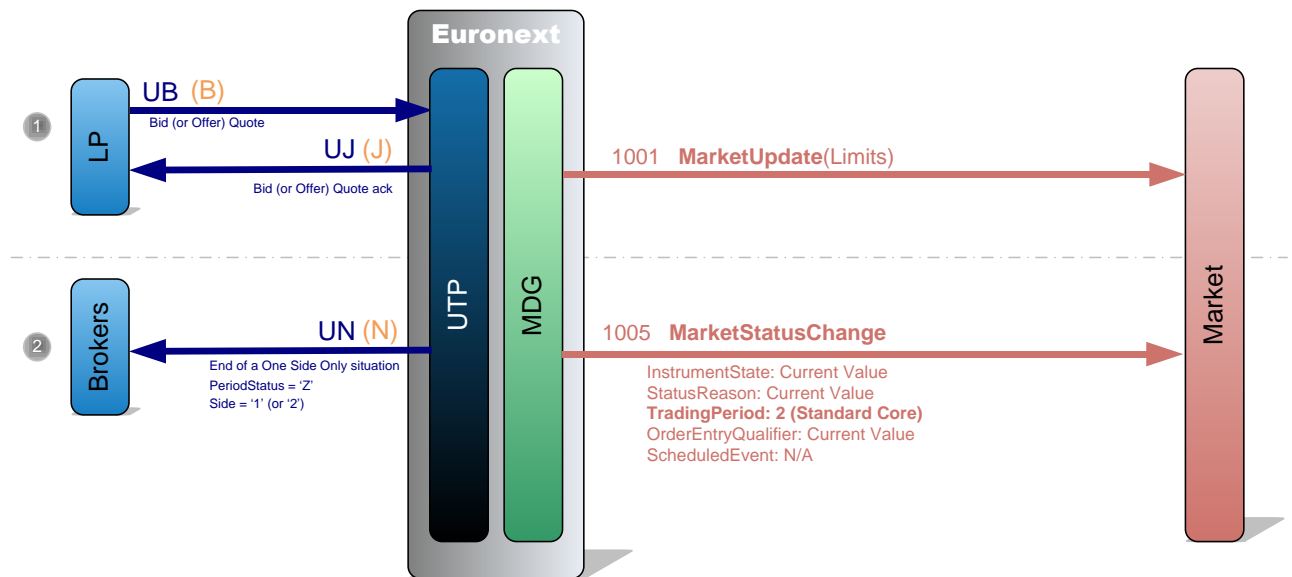 Euronext
1
LP
UB (B)
Bid (or Offer) Quote
UJ (J)
Bid (or Offer) Quote ack
UTP
MDG
1001 MarketUpdate(Limits)
Market
2
Brokers
UN (N)
End of a One Side Only situation
PeriodStatus = ‘Z’
Side = ‘1’ (or ‘2’)
1005 MarketStatusChange
InstrumentState: Current Value
StatusReason: Current Value
TradingPeriod: 2 (Standard Core)
OrderEntryQualifier: Current Value
ScheduledEvent: N/A